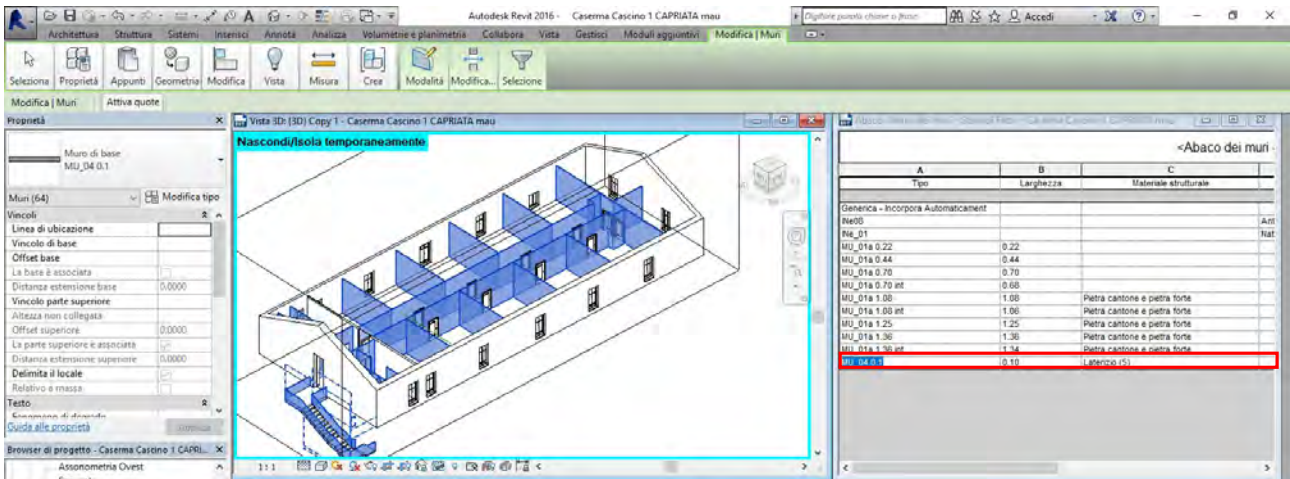 Autodesk Revit 2016 - Caserma Cascino 1 CAPRIATA mau
Digitare parola chiave o frase
Accedi
Architettura Struttura Sistemi Inserisci Annota Analizza Volumetrie e planimetria Collabora Vista Gestisci Moduli aggiuntivi Modifica | Muri
Seleziona Proprietà Appunti Geometria Modifica Vista Misura Crea Modalità Modifica... Selezione
Modifica | Muri Attiva quote
Proprietà
Muro di base
MU_04 0.1
Muri (64) Modifica tipo
Vincoli
Linea di ubicazione
Vincolo di base
Offset base
La base è associata
Distanza estensione base 0.0000
Vincolo parte superiore
Altezza non collegata
Offset superiore 0.0000
La parte superiore è associata
Distanza estensione superiore 0.0000
Delimita il locale
Relativo a massa
Testo
Guida alle proprietà
Browser di progetto - Caserma Cascino 1 CAPRI...
Assonometria Ovest
Vista 3D: {3D} Copy 1 - Caserma Cascino 1 CAPRIATA mau
Nascondi/Isola temporaneamente
1:1
<Abaco dei muri -
A B C
Tipo Larghezza Materiale strutturale
Generica - Incorpora Automaticament
INe00 Ant
INe_01 Nat
MU_01a 0.22 0.22
MU_01a 0.44 0.44
MU_01a 0.70 0.70
MU_01a 0.70 int 0.68
MU_01a 1.08 1.08 Pietra cantone e pietra forte
MU_01a 1.08 int 1.06 Pietra cantone e pietra forte
MU_01a 1.25 1.25 Pietra cantone e pietra forte
MU_01a 1.36 1.36 Pietra cantone e pietra forte
MU_01a 1.36 int 1.34 Pietra cantone e pietra forte
MU_04 0.1 0.10 Laterizio (S)